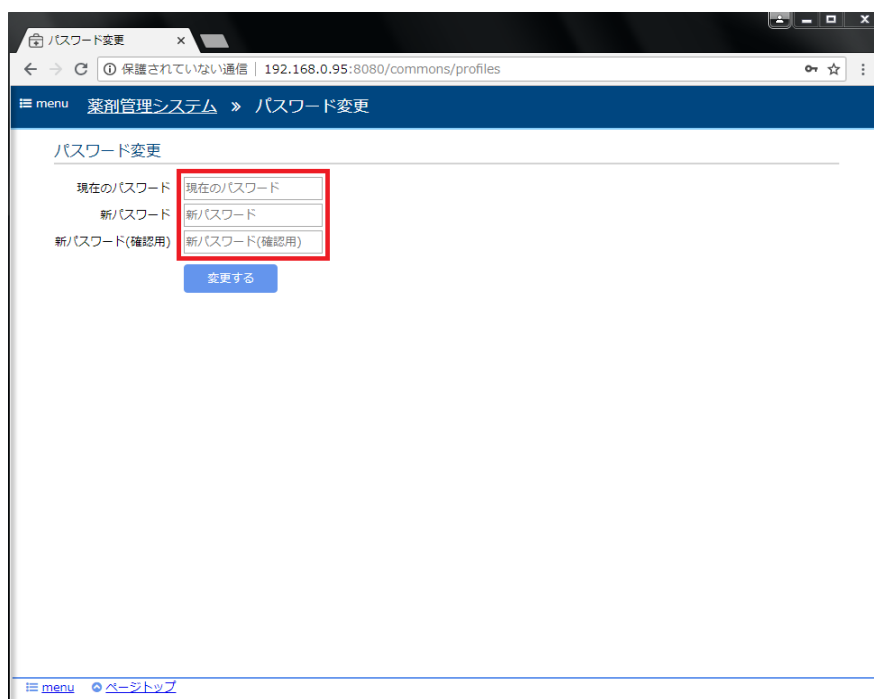 パスワード変更
保護されていない通信 | 192.168.0.95:8080/commons/profiles
menu 薬剤管理システム » パスワード変更
パスワード変更
現在のパスワード 現在のパスワード
新パスワード 新パスワード
新パスワード(確認用) 新パスワード(確認用)
変更する
menu ページトップ